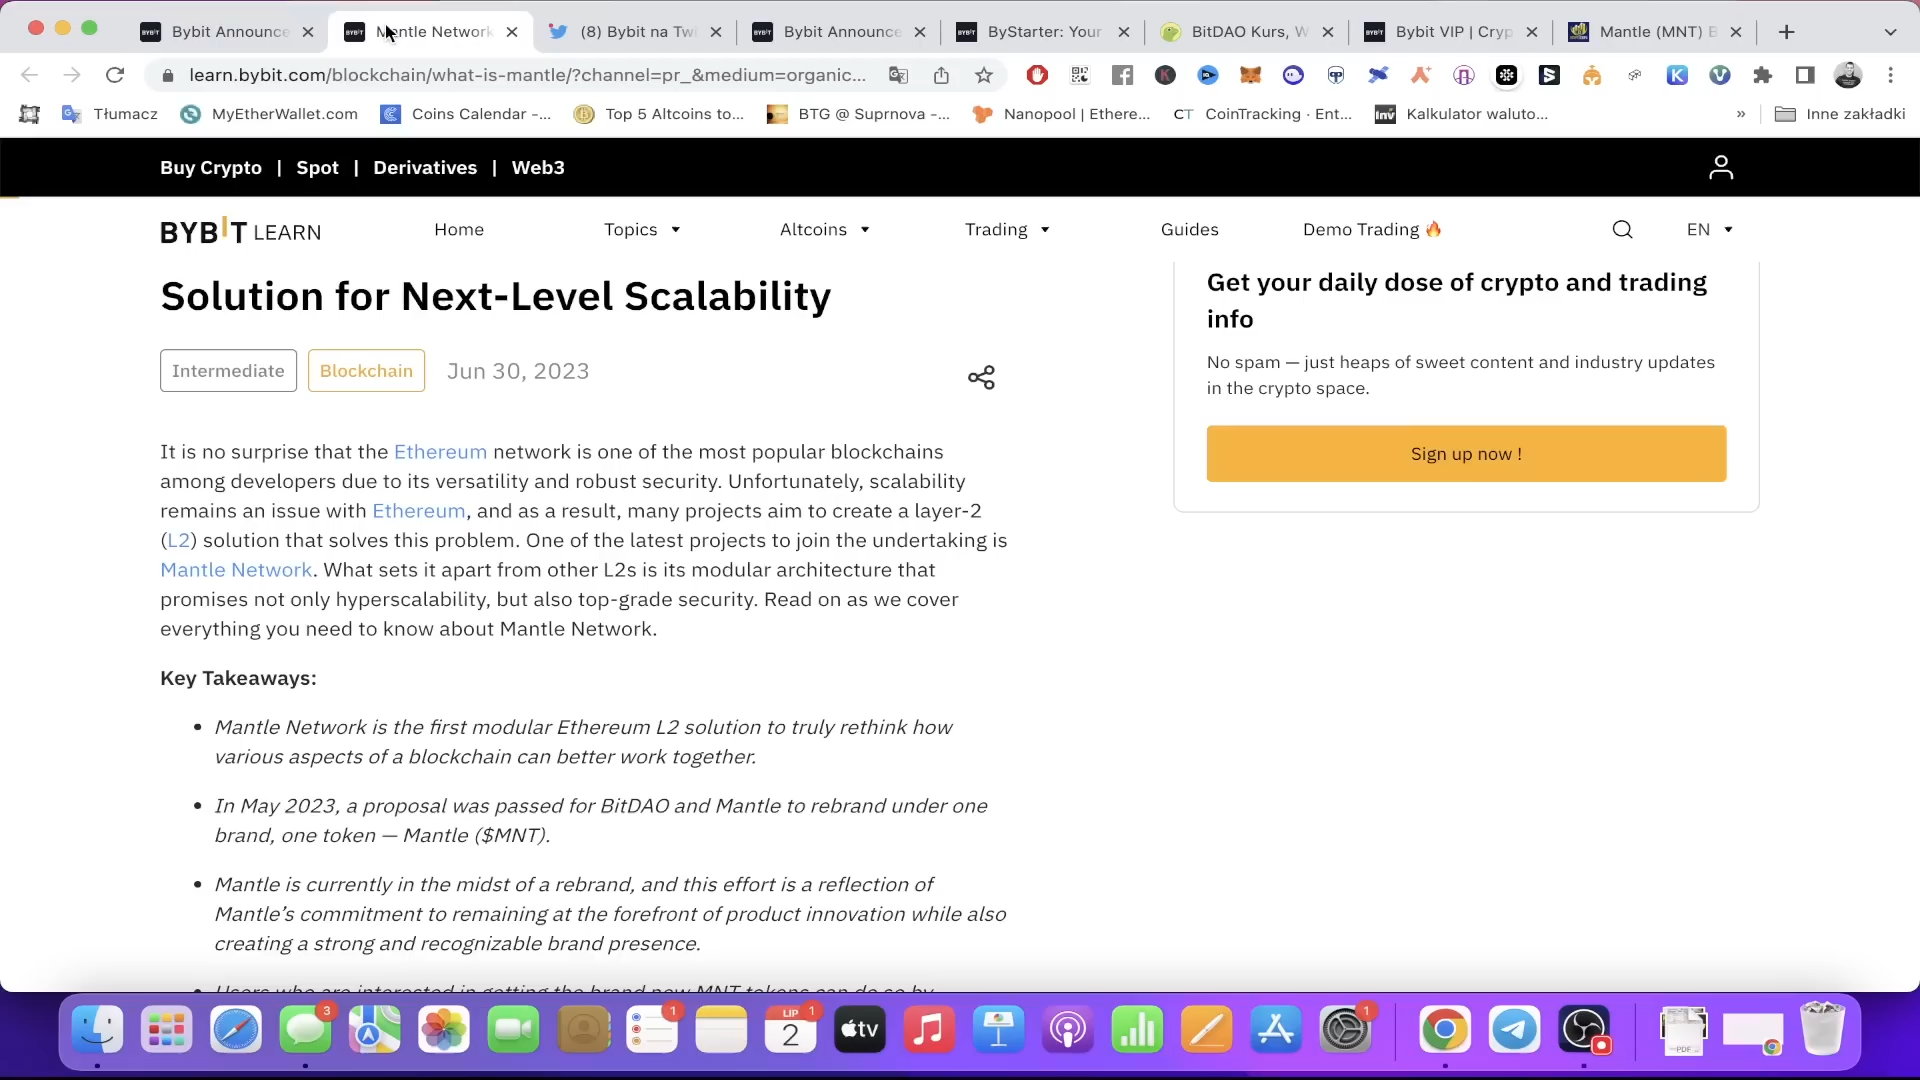 Bybit Announce
Mantle Network
(8) Bybit na Twi
Bybit Announce
ByStarter: Your
BitDAO Kurs, W
Bybit VIP | Cryp
Mantle (MNT) B
learn.bybit.com/blockchain/what-is-mantle/?channel=pr_&medium=organic...
Tłumacz
MyEtherWallet.com
Coins Calendar -...
Top 5 Altcoins to...
BTG @ Suprnova -...
Nanopool | Ethere...
CT CoinTracking · Ent...
Inv Kalkulator waluto...
»
Inne zakładki
Buy Crypto | Spot | Derivatives | Web3
BYBIT LEARN
Home
Topics
Altcoins
Trading
Guides
Demo Trading 🔥
EN
Solution for Next-Level Scalability
Intermediate
Blockchain
Jun 30, 2023
It is no surprise that the Ethereum network is one of the most popular blockchains
among developers due to its versatility and robust security. Unfortunately, scalability
remains an issue with Ethereum, and as a result, many projects aim to create a layer-2
(L2) solution that solves this problem. One of the latest projects to join the undertaking is
Mantle Network. What sets it apart from other L2s is its modular architecture that
promises not only hyperscalability, but also top-grade security. Read on as we cover
everything you need to know about Mantle Network.
Key Takeaways:
• Mantle Network is the first modular Ethereum L2 solution to truly rethink how
various aspects of a blockchain can better work together.
• In May 2023, a proposal was passed for BitDAO and Mantle to rebrand under one
brand, one token — Mantle ($MNT).
• Mantle is currently in the midst of a rebrand, and this effort is a reflection of
Mantle’s commitment to remaining at the forefront of product innovation while also
creating a strong and recognizable brand presence.
• Users who are interested in getting the brand new MNT tokens can do so by
Get your daily dose of crypto and trading
info
No spam — just heaps of sweet content and industry updates
in the crypto space.
Sign up now !
3
1
LIP
2
1
tv
1
PDF